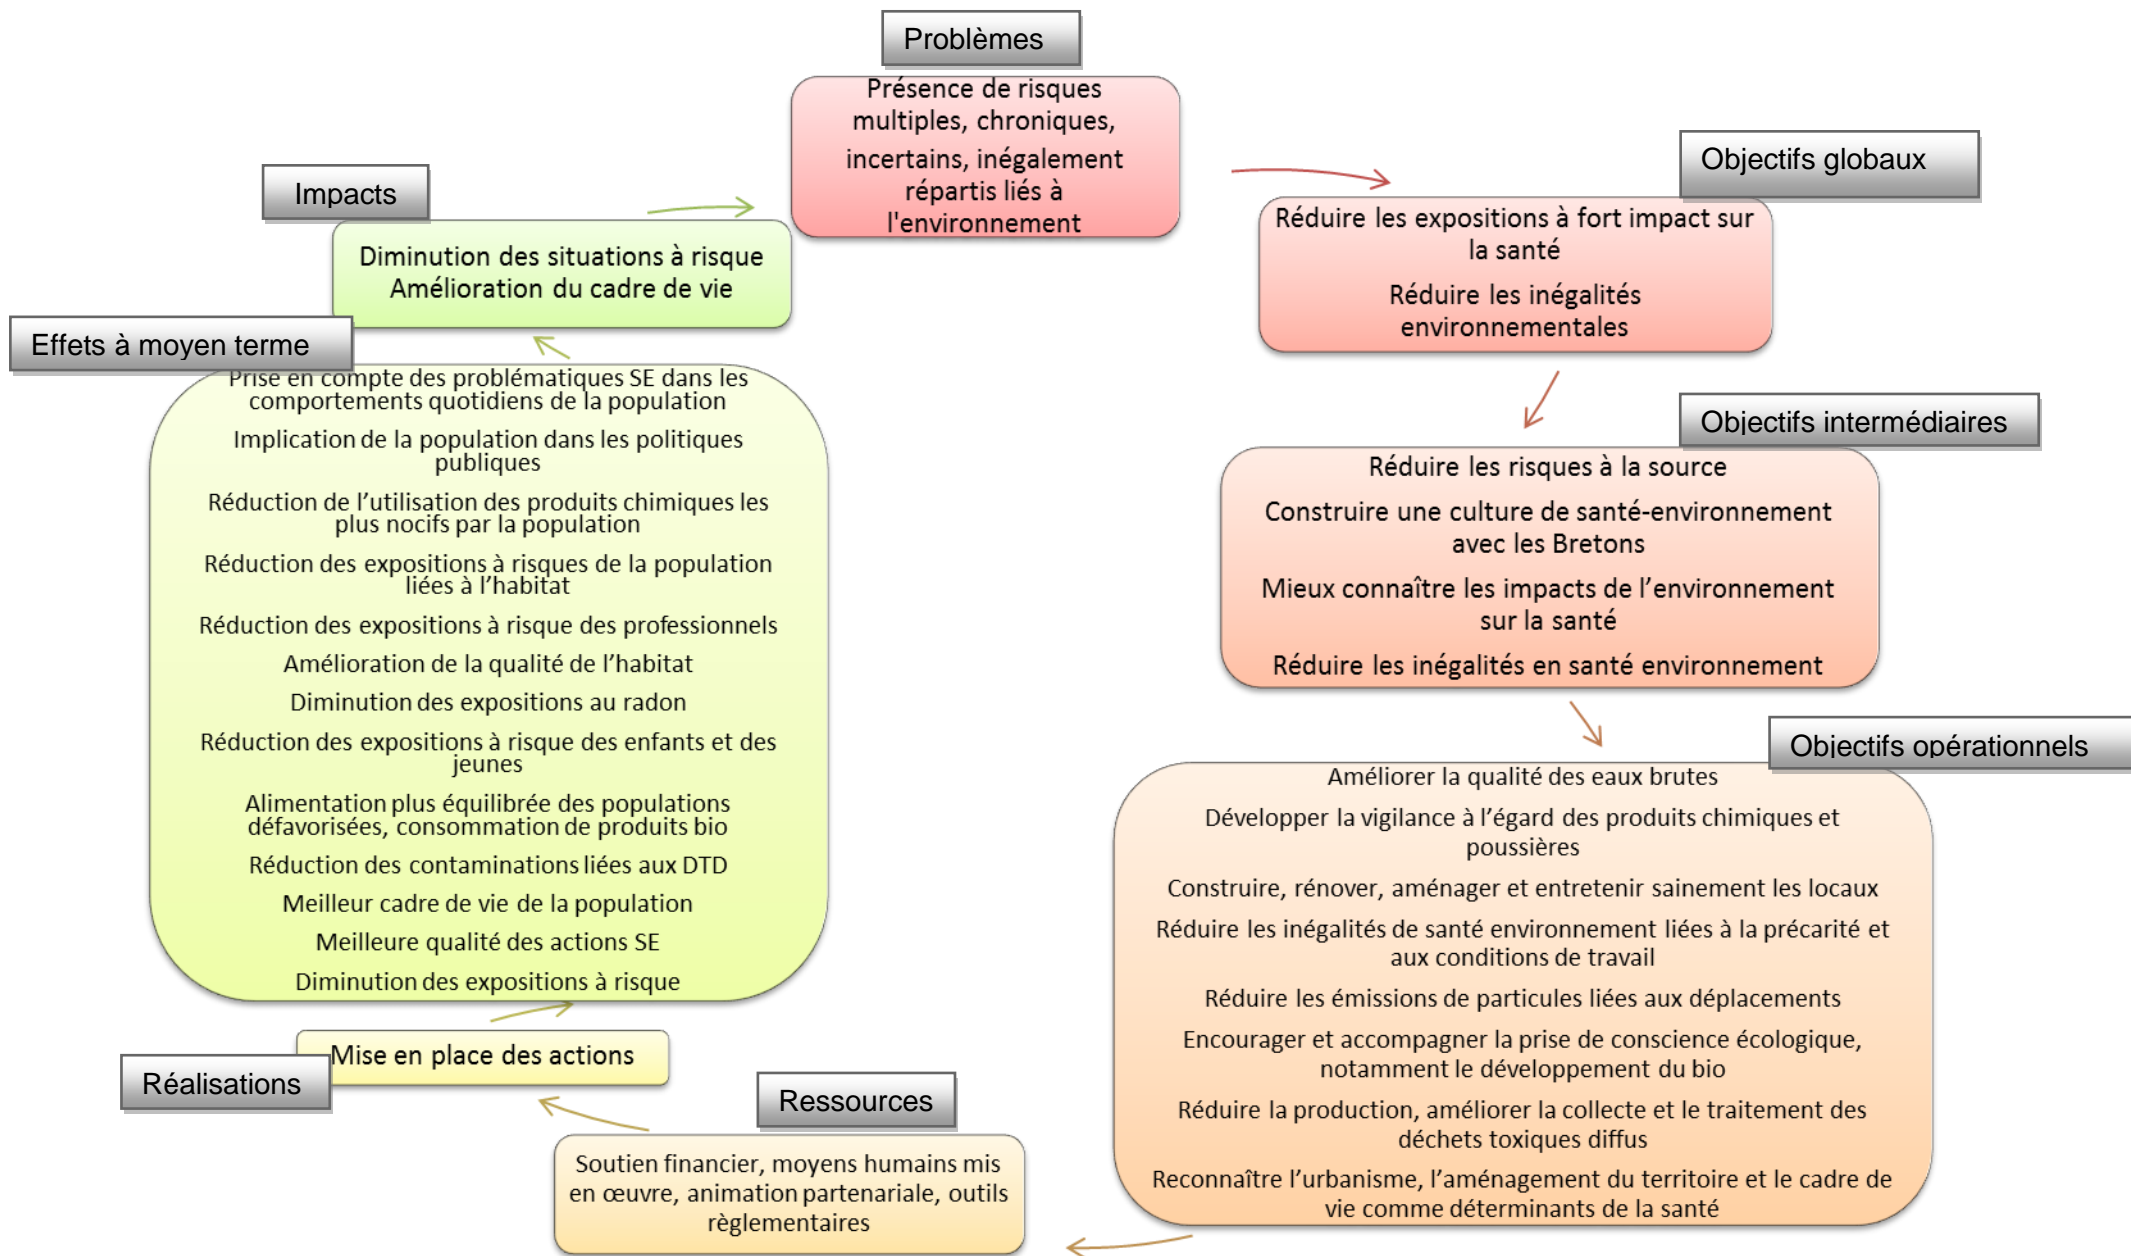 Problèmes
Présence de risques
multiples, chroniques,
incertains, inégalement
répartis liés à
l'environnement
Objectifs globaux
Réduire les expositions à fort impact sur
la santé
Réduire les inégalités
environnementales
Objectifs intermédiaires
Réduire les risques à la source
Construire une culture de santé-environnement
avec les Bretons
Mieux connaître les impacts de l’environnement
sur la santé
Réduire les inégalités en santé environnement
Objectifs opérationnels
Améliorer la qualité des eaux brutes
Développer la vigilance à l’égard des produits chimiques et
poussières
Construire, rénover, aménager et entretenir sainement les locaux
Réduire les inégalités de santé environnement liées à la précarité et
aux conditions de travail
Réduire les émissions de particules liées aux déplacements
Encourager et accompagner la prise de conscience écologique,
notamment le développement du bio
Réduire la production, améliorer la collecte et le traitement des
déchets toxiques diffus
Reconnaître l’urbanisme, l’aménagement du territoire et le cadre de
vie comme déterminants de la santé
Ressources
Soutien financier, moyens humains mis
en œuvre, animation partenariale, outils
règlementaires
Réalisations
Mise en place des actions
Effets à moyen terme
Prise en compte des problématiques SE dans les
comportements quotidiens de la population
Implication de la population dans les politiques
publiques
Réduction de l’utilisation des produits chimiques les
plus nocifs par la population
Réduction des expositions à risques de la population
liées à l’habitat
Réduction des expositions à risque des professionnels
Amélioration de la qualité de l’habitat
Diminution des expositions au radon
Réduction des expositions à risque des enfants et des
jeunes
Alimentation plus équilibrée des populations
défavorisées, consommation de produits bio
Réduction des contaminations liées aux DTD
Meilleur cadre de vie de la population
Meilleure qualité des actions SE
Diminution des expositions à risque
Impacts
Diminution des situations à risque
Amélioration du cadre de vie